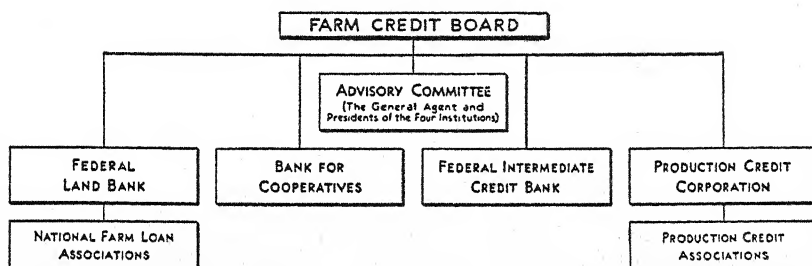 FARM CREDIT BOARD
ADVISORY COMMITTEE
(The General Agent and
Presidents of the Four Institutions)
FEDERAL
LAND BANK
BANK FOR
COOPERATIVES
FEDERAL INTERMEDIATE
CREDIT BANK
PRODUCTION CREDIT
CORPORATION
NATIONAL FARM LOAN
ASSOCIATIONS
PRODUCTION CREDIT
ASSOCIATIONS